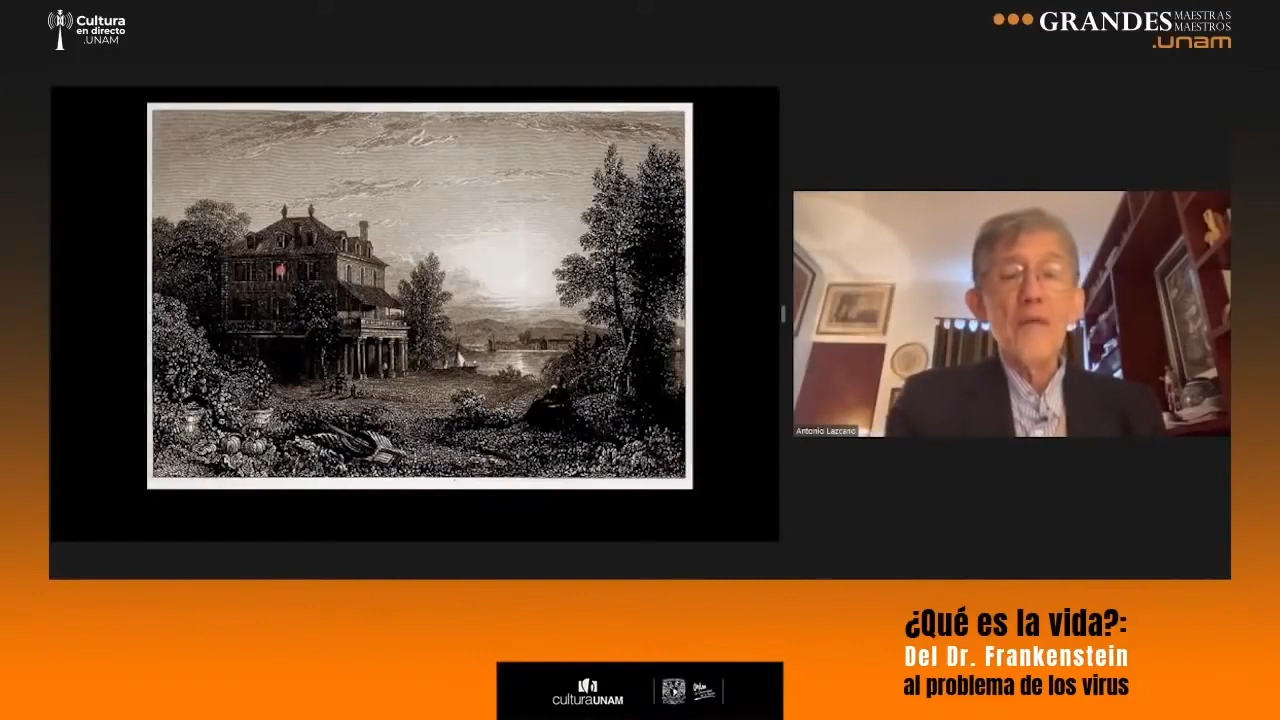 Cultura
en directo
.UNAM
GRANDES MAESTRAS
MAESTROS
.unam
Antonio Lazcano
¿Qué es la vida?:
Del Dr. Frankenstein
al problema de los virus
culturaUNAM